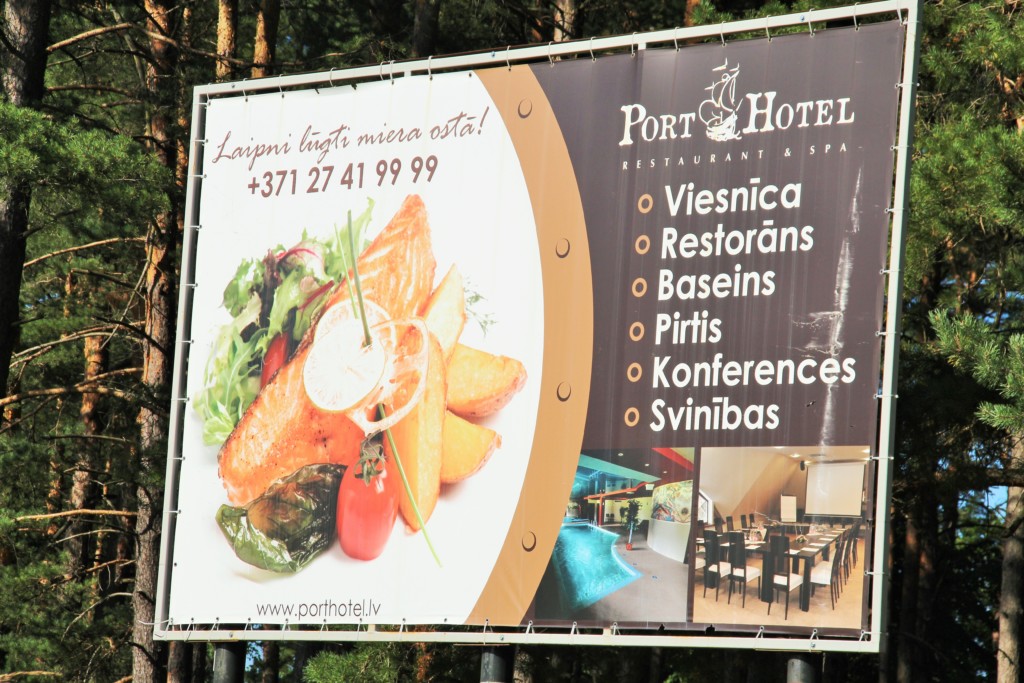 Laipni lūgti miera ostā!
+371 27 41 99 99
www.porthotel.lv
PORT HOTEL
RESTAURANT & SPA
Viesnīca
Restorāns
Baseins
Pirtis
Konferences
Svinības